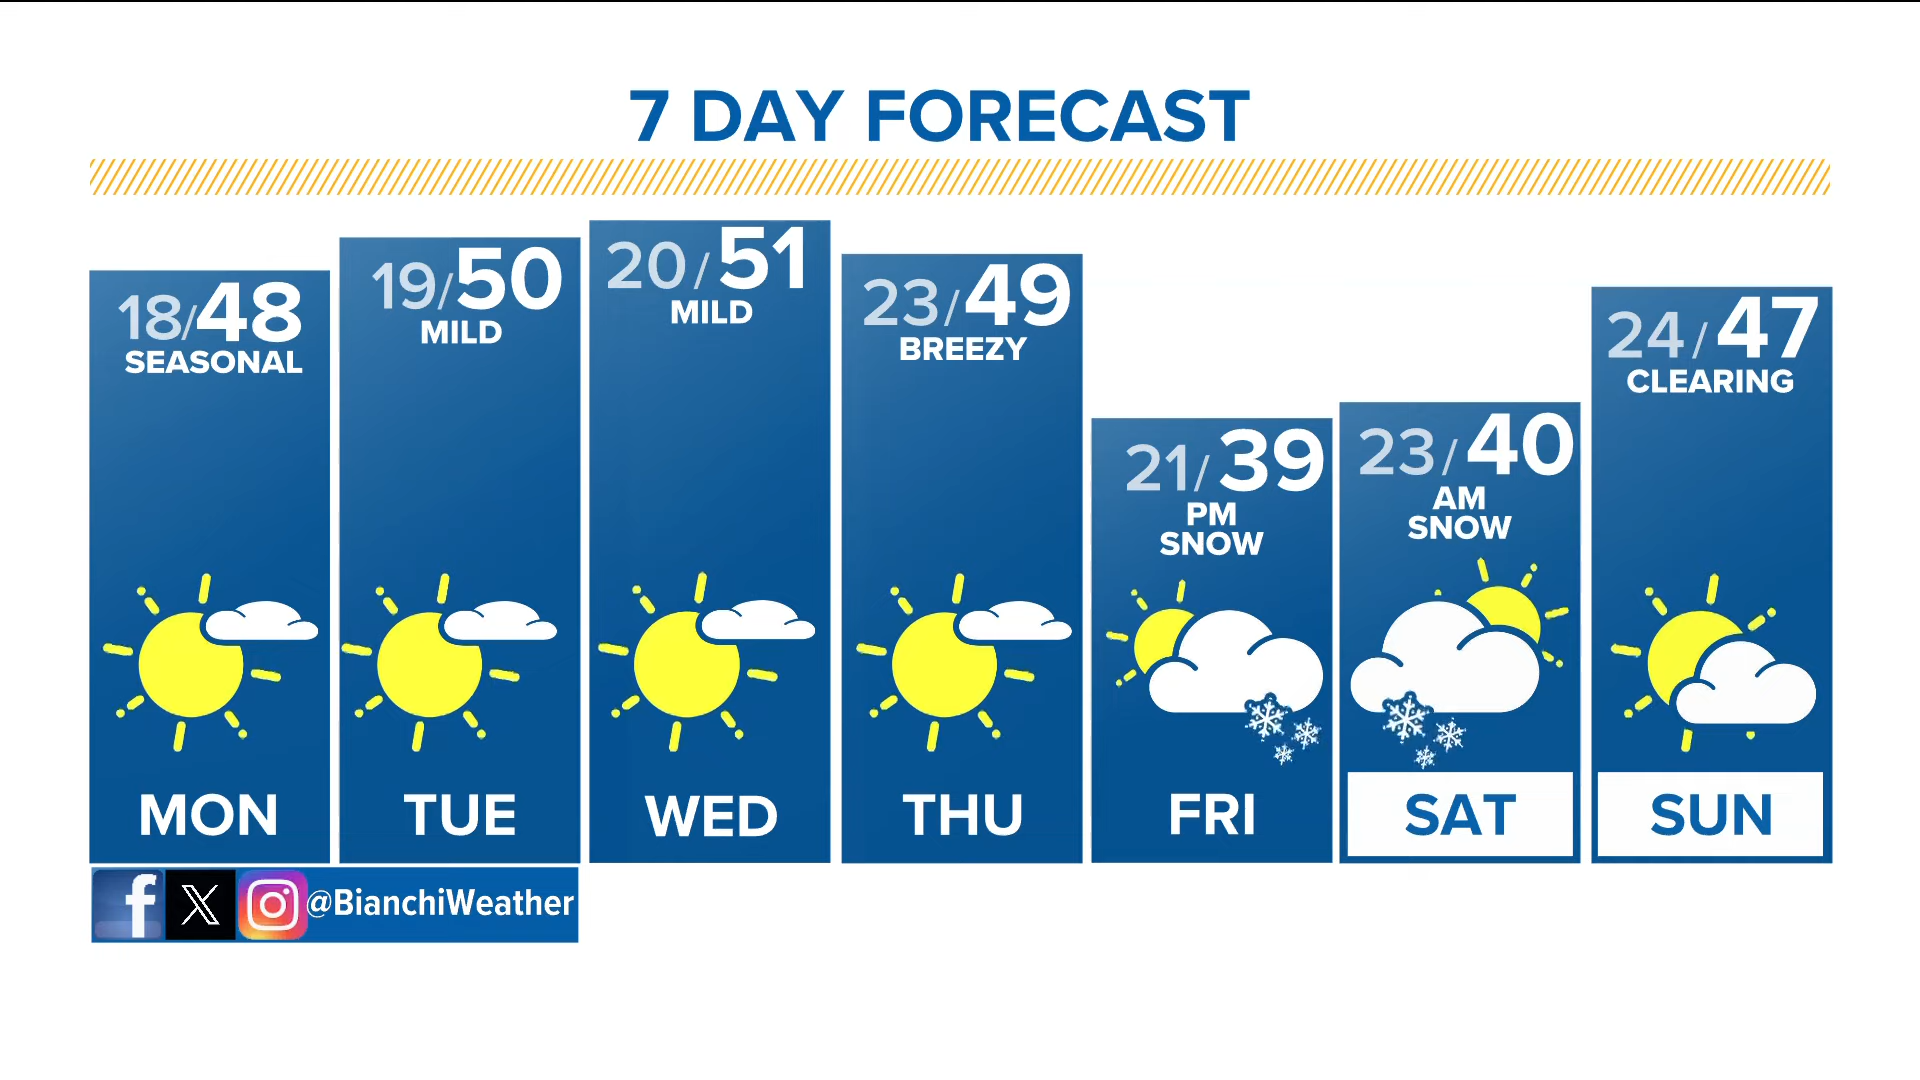 7 DAY FORECAST
18/48
SEASONAL
MON
19/50
MILD
TUE
20/51
MILD
WED
23/49
BREEZY
THU
21/39
PM
SNOW
FRI
23/40
AM
SNOW
SAT
24/47
CLEARING
SUN
f X @BianchiWeather